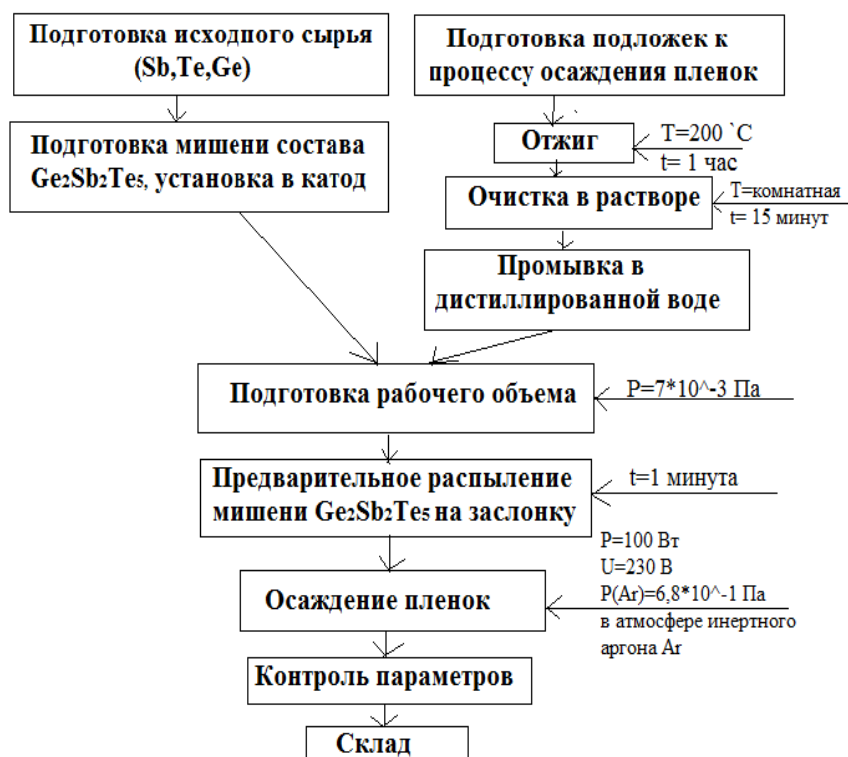 Подготовка исходного сырья
(Sb,Te,Ge)
Подготовка подложек к
процессу осаждения пленок
Подготовка мишени состава
Ge₂Sb₂Te₅, установка в катод
Отжиг
T=200 `C
t= 1 час
Очистка в растворе
T=комнатная
t= 15 минут
Промывка в
дистиллированной воде
Подготовка рабочего объема
P=7*10^-3 Па
Предварительное распыление
мишени Ge₂Sb₂Te₅ на заслонку
t=1 минута
Осаждение пленок
P=100 Вт
U=230 В
P(Ar)=6,8*10^-1 Па
в атмосфере инертного
аргона Ar
Контроль параметров
Склад